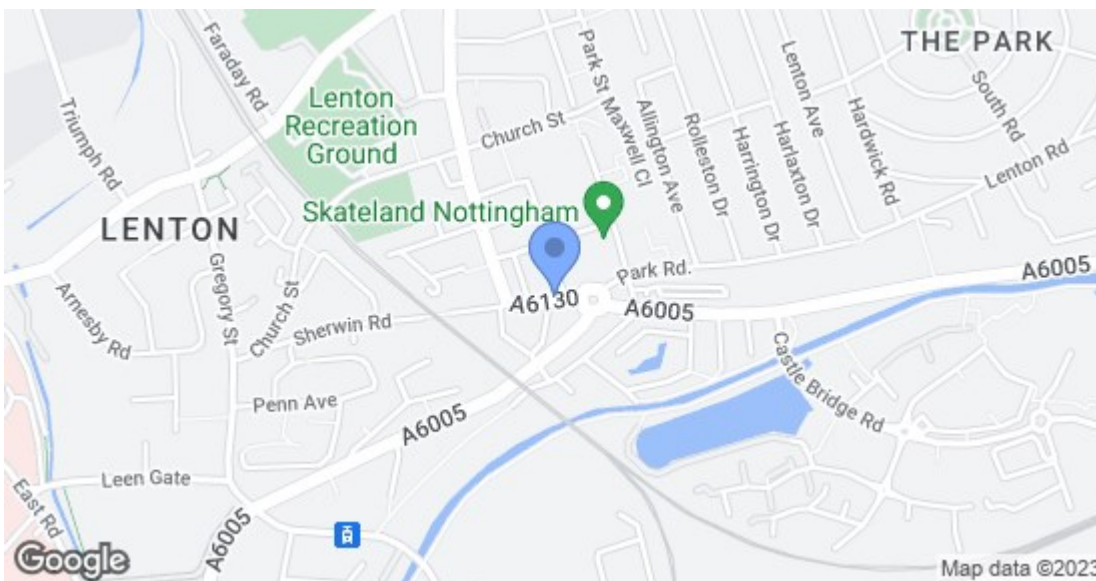 THE PARK
Faraday Rd
Triumph Rd
Lenton
Recreation
Ground
Church St
Park St
Maxwell Cl
Allington Ave
Rolleston Dr
Harrington Dr
Harlaxton Dr
Lenton Ave
Hardwick Rd
South Rd
Lenton Rd
Skateland Nottingham
LENTON
Gregory St
Church St
Arnesby Rd
Sherwin Rd
Park Rd.
A6130
A6005
A6005
Castle Bridge Rd
Penn Ave
A6005
Leen Gate
East Rd
A6005
Google
Map data ©2023